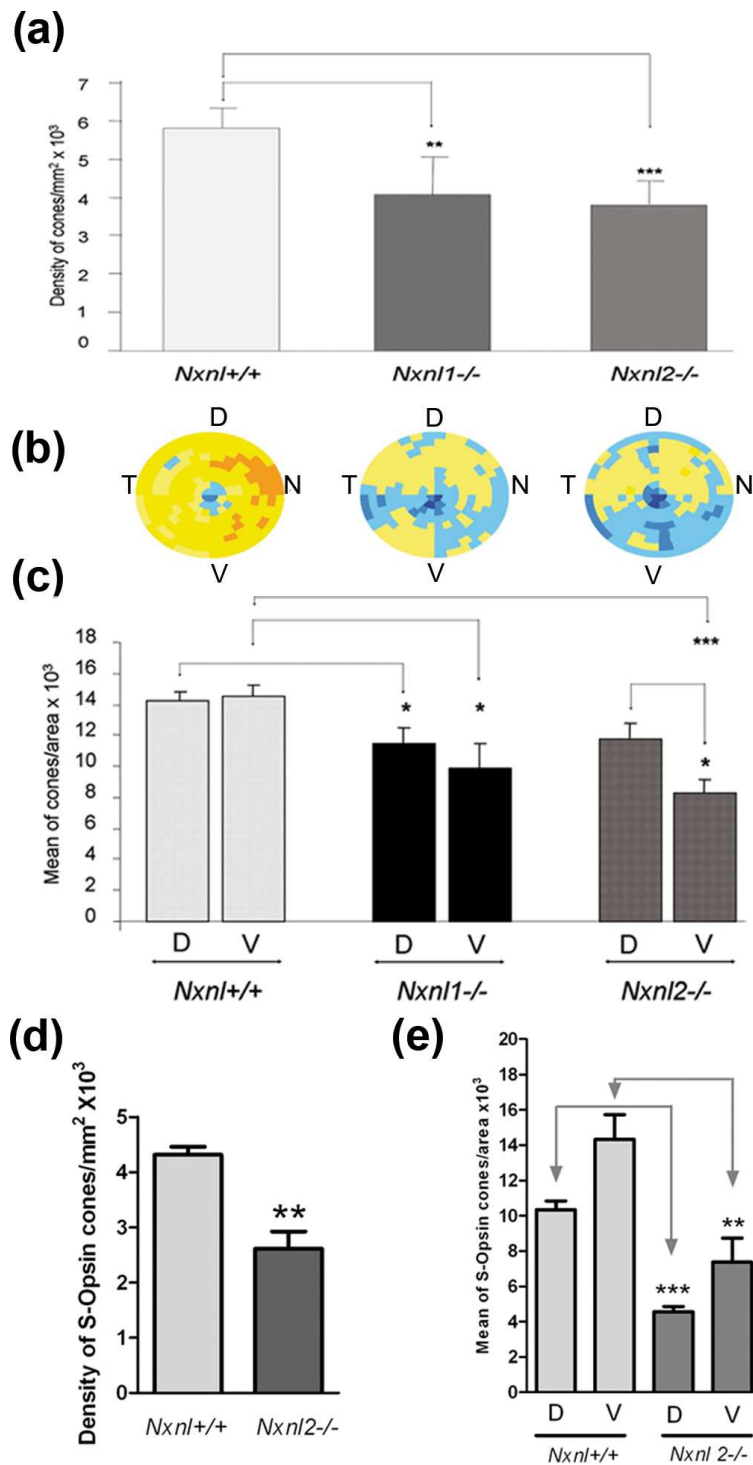 (a)
Density of cones/mm² x 10³
7
6
5
4
3
2
1
0
**
***
Nxnl+/+ Nxnl1-/- Nxnl2-/-
(b)
D D D
T N T N T N
V V V
(c)
Mean of cones/area x 10³
18
16
14
12
10
8
6
4
2
0
***
* * *
D V D V D V
Nxnl+/+ Nxnl1-/- Nxnl2-/-
(d)
Density of S-Opsin cones/mm² X10³
5
4
3
2
1
0
**
Nxnl+/+ Nxnl2-/-
(e)
Mean of S-Opsin cones/area x10³
20
18
16
14
12
10
8
6
4
2
0
**
***
D V D V
Nxnl+/+ Nxnl 2-/-